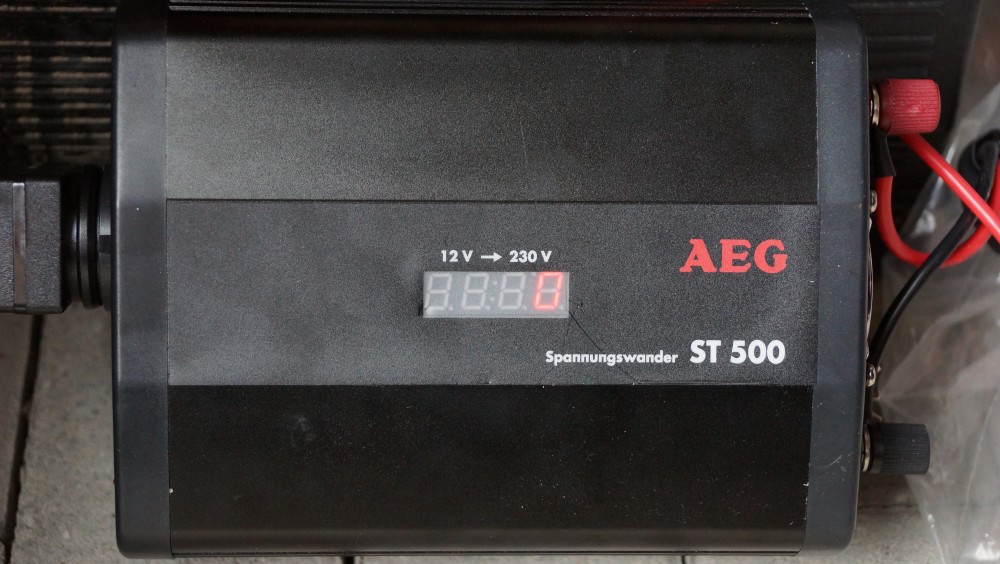 12 V → 230 V
AEG
0
Spannungswander ST 500